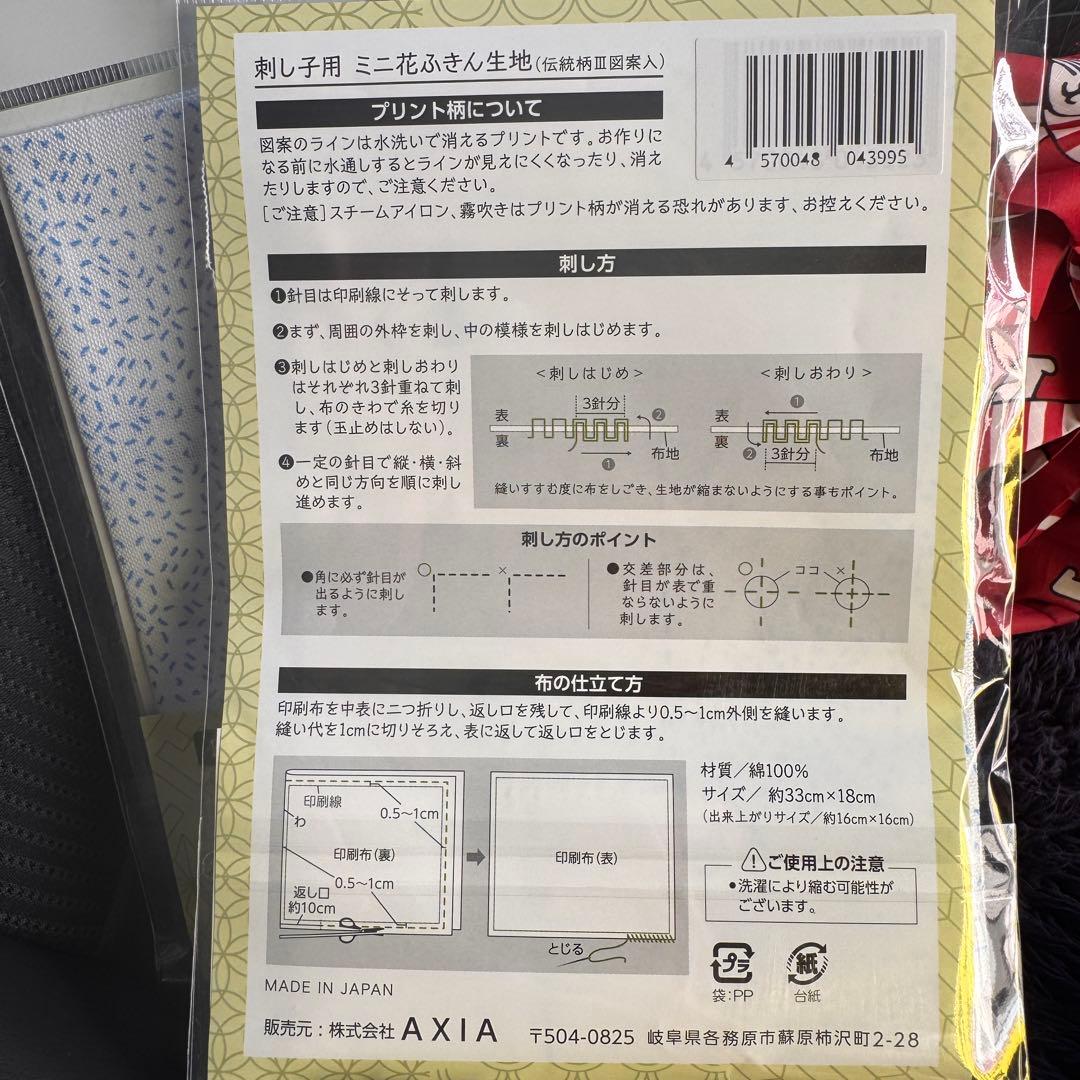 刺し子用 ミニ花ふきん生地(伝統柄Ⅲ図案入)
4 570048 043995
プリント柄について
図案のラインは水洗いで消えるプリントです。お作りに
なる前に水通しするとラインが見えにくくなったり、消え
たりしますので、ご注意ください。
[ご注意]スチームアイロン、霧吹きはプリント柄が消える恐れがあります、お控えください。
刺し方
❶針目は印刷線にそって刺します。
❷まず、周囲の外枠を刺し、中の模様を刺しはじめます。
❸刺しはじめと刺しおわり
はそれぞれ3針重ねて刺
し、布のきわで糸を切り
ます(玉止めはしない)。
❹一定の針目で縦・横・斜
めと同じ方向を順に刺し
進めます。
<刺しはじめ>
3針分
❷
表
裏
❶
布地
<刺しおわり>
❶
表
裏
❷
3針分
布地
縫いすすむ度に布をしごき、生地が縮まないようにする事もポイント。
刺し方のポイント
●角に必ず針目が
出るように刺し
ます。
○ ×
●交差部分は、
針目が表で重
ならないように
刺します。
○ ココ ×
布の仕立て方
印刷布を中表に二つ折りし、返し口を残して、印刷線より0.5~1cm外側を縫います。
縫い代を1cmに切りそろえ、表に返して返し口をとじます。
印刷線
0.5~1cm
わ
印刷布(裏)
0.5~1cm
返し口
約10cm
印刷布(表)
とじる
材質/綿100%
サイズ/ 約33cm×18cm
(出来上がりサイズ/約16cm×16cm)
ご使用上の注意
•洗濯により縮む可能性が
ございます。
プラ
袋:PP
紙
台紙
MADE IN JAPAN
販売元:株式会社 AXIA 〒504-0825 岐阜県各務原市蘇原柿沢町2-28